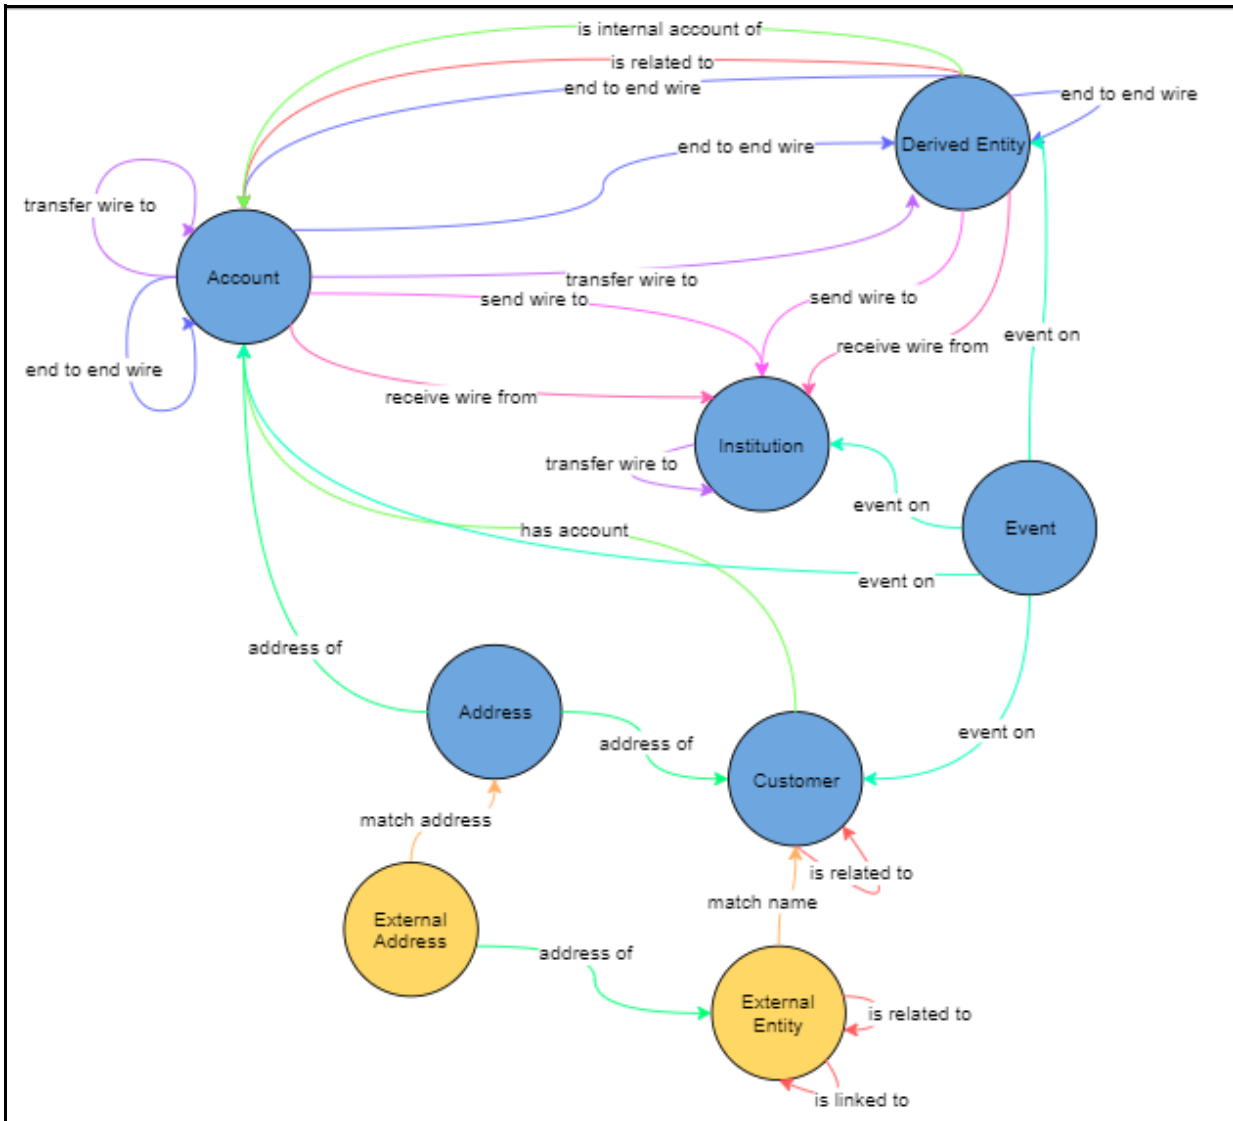 is internal account of
is related to
end to end wire
end to end wire
end to end wire
Derived Entity
transfer wire to
Account
transfer wire to
send wire to
send wire to
event on
receive wire from
end to end wire
receive wire from
Institution
transfer wire to
event on
Event
has account
event on
address of
Address
event on
address of
Customer
match address
is related to
match name
External
Address
address of
External
Entity
is related to
is linked to